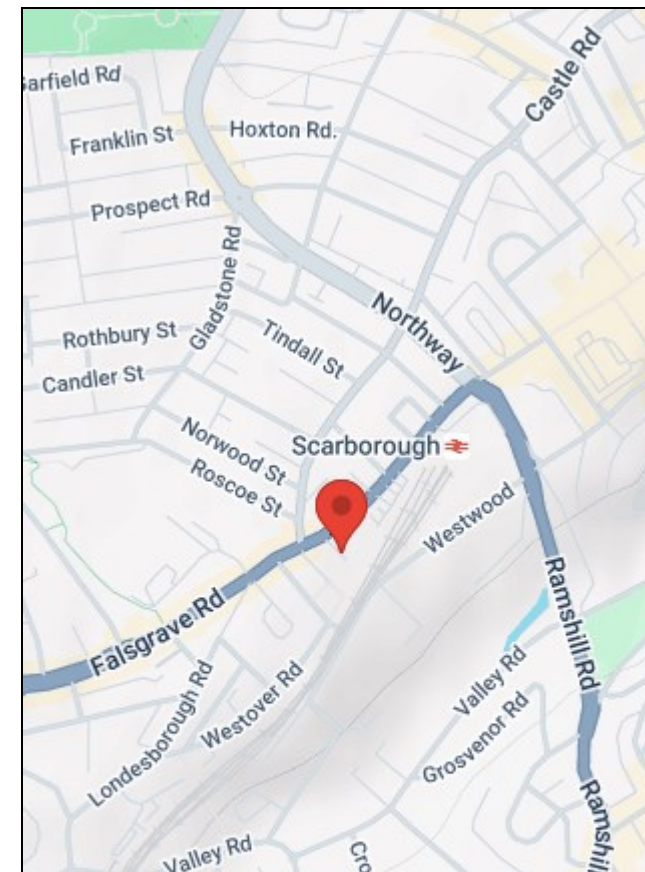 arfield Rd
Castle Rd
Franklin St
Hoxton Rd.
Prospect Rd
Gladstone Rd
Northway
Rothbury St
Tindall St
Candler St
Norwood St
Scarborough
Roscoe St
Westwood
Falsgrave Rd
Ramshill Rd
Londesborough Rd
Westover Rd
Valley Rd
Grosvenor Rd
Ramshil
Valley Rd
Cro